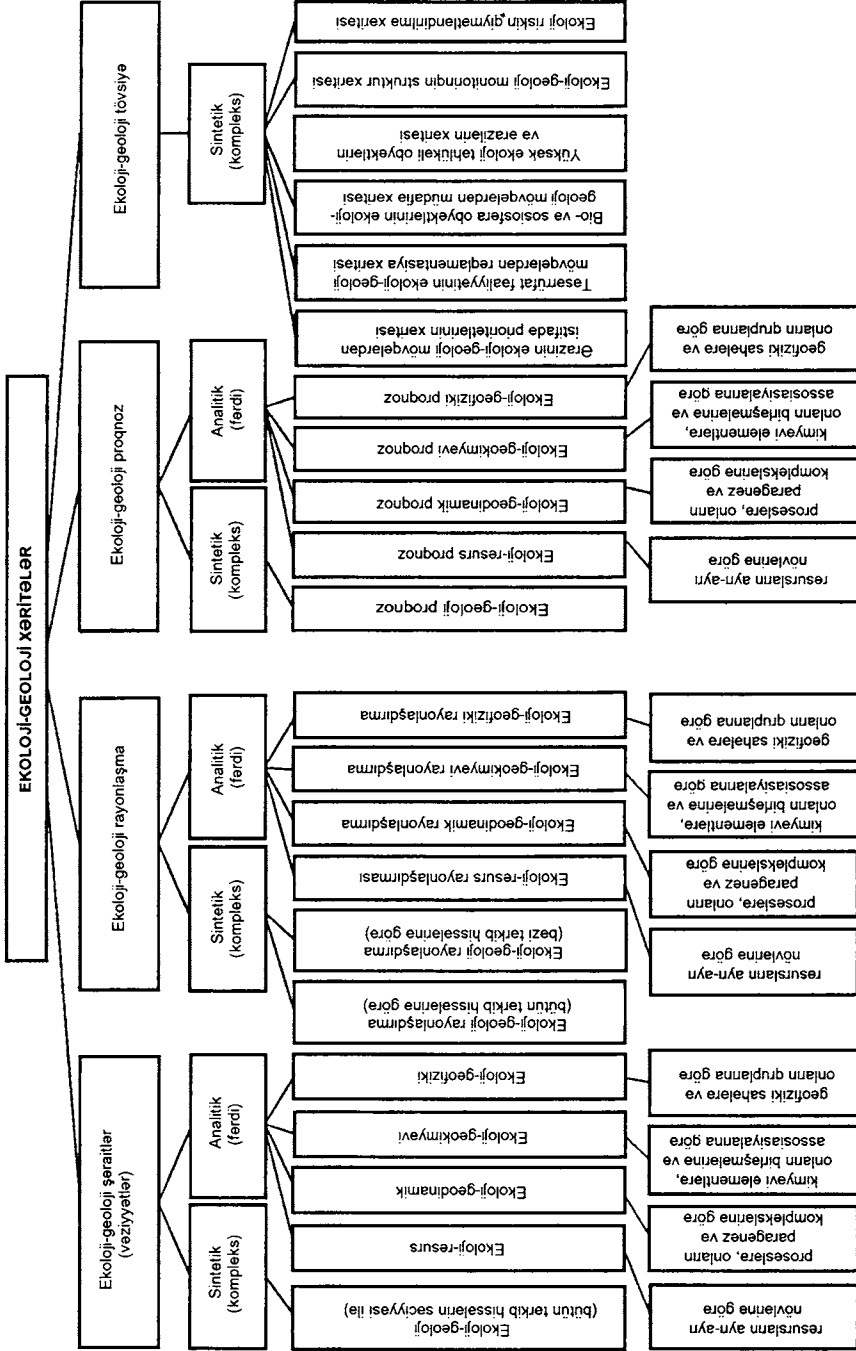 EKOLOJİ-GEOLOJİ XƏRİTƏLƏR
Ekoloji-geoloji şəraitlər
(vəziyyətlər)
Ekoloji-geoloji rayonlaşma
Ekoloji-geoloji proqnoz
Ekoloji-geoloji tövsiyə
Sintetik
(kompleks)
Analitik
(fərdi)
Sintetik
(kompleks)
Analitik
(fərdi)
Sintetik
(kompleks)
Analitik
(fərdi)
Sintetik
(kompleks)
Ekoloji-geoloji
(bütün tərkib hissələrin səciyyəsi ilə)
Ekoloji-resurs
Ekoloji-geodinamik
Ekoloji-geokimyəvi
Ekoloji-geofiziki
Ekoloji-geoloji rayonlaşdırma
(bütün tərkib hissələrinə görə)
Ekoloji-geoloji rayonlaşdırma
(bəzi tərkib hissələrinə görə)
Ekoloji-resurs rayonlaşdırması
Ekoloji-geodinamik rayonlaşdırma
Ekoloji-geokimyəvi rayonlaşdırma
Ekoloji-geofiziki rayonlaşdırma
Ekoloji-geoloji proqnoz
Ekoloji-resurs proqnoz
Ekoloji-geodinamik proqnoz
Ekoloji-geokimyəvi proqnoz
Ekoloji-geofiziki proqnoz
Ərazinin ekoloji-geoloji mövqelərdən
istifadə prioritetlərinin xəritəsi
Təsərrüfat fəaliyyətinin ekoloji-geoloji
mövqelərdən reqlamentasiya xəritəsi
Bio- və sosiosfera obyektlərinin ekoloji-
geoloji mövqelərdən müdafiə xəritəsi
Yüksək ekoloji təhlükəli obyektlərin
və ərazilərin xəritəsi
Ekoloji-geoloji monitoringin struktur xəritəsi
Ekoloji riskin qiymətləndirilmə xəritəsi
resursların ayrı-ayrı
növlərinə görə
proseslərə, onların
paragenez və
komplekslərinə görə
kimyəvi elementlərə,
onların birləşmələrinə və
assosiasiyalarına görə
geofiziki sahələrə və
onların qruplarına görə
resursların ayrı-ayrı
növlərinə görə
proseslərə, onların
paragenez və
komplekslərinə görə
kimyəvi elementlərə,
onların birləşmələrinə və
assosiasiyalarına görə
geofiziki sahələrə və
onların qruplarına görə
resursların ayrı-ayrı
növlərinə görə
proseslərə, onların
paragenez və
komplekslərinə görə
kimyəvi elementlərə,
onların birləşmələrinə və
assosiasiyalarına görə
geofiziki sahələrə və
onların qruplarına görə